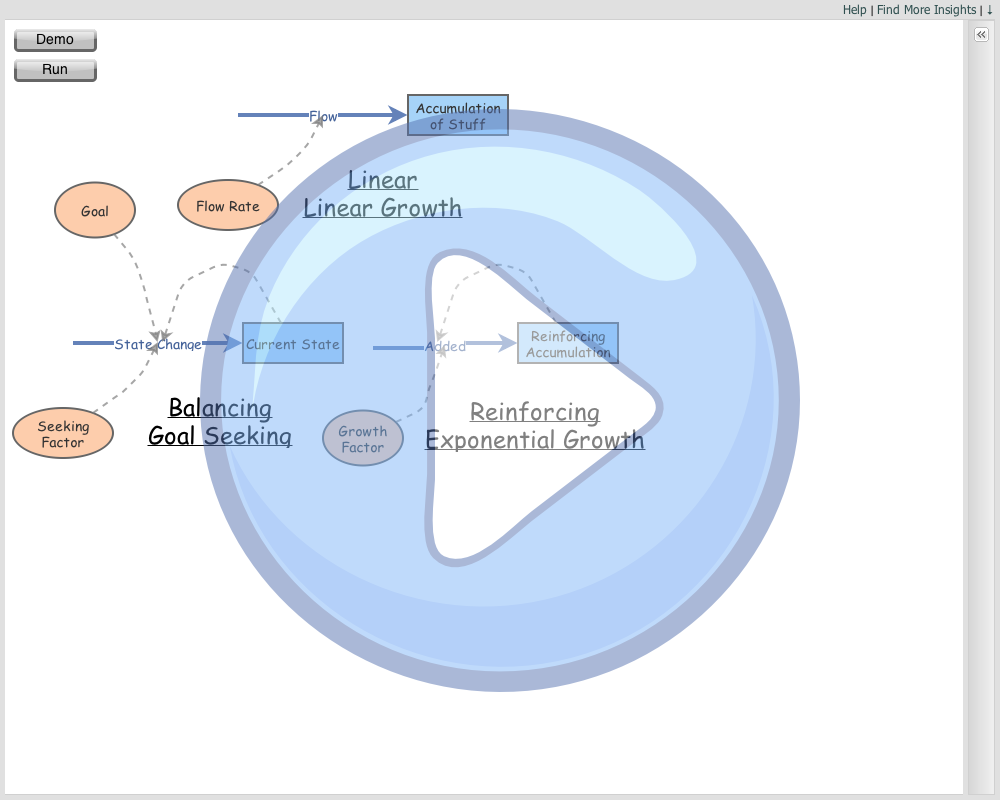 Help | Find More Insights | ↓
Demo
Run
Flow
Accumulation
of Stuff
Linear
Linear Growth
Goal
Flow Rate
State Change
Current State
Added
Reinforcing
Accumulation
Seeking
Factor
Balancing
Goal Seeking
Growth
Factor
Reinforcing
Exponential Growth